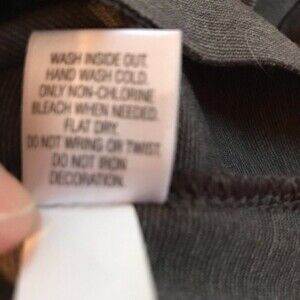 WASH INSIDE OUT.
HAND WASH COLD.
ONLY NON-CHLORINE
BLEACH WHEN NEEDED.
FLAT DRY.
DO NOT WRING OR TWIST.
DO NOT IRON
DECORATION.